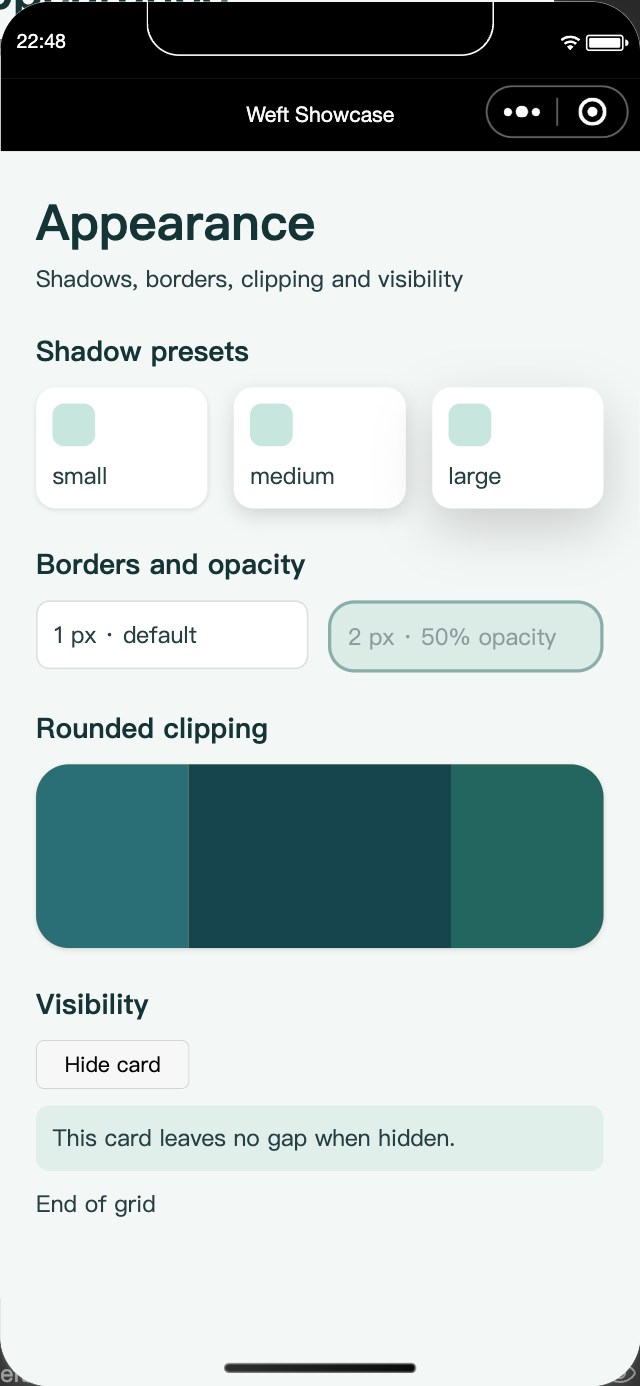 22:48
Weft Showcase
Appearance
Shadows, borders, clipping and visibility
Shadow presets
small
medium
large
Borders and opacity
1 px · default
2 px · 50% opacity
Rounded clipping
Visibility
Hide card
This card leaves no gap when hidden.
End of grid